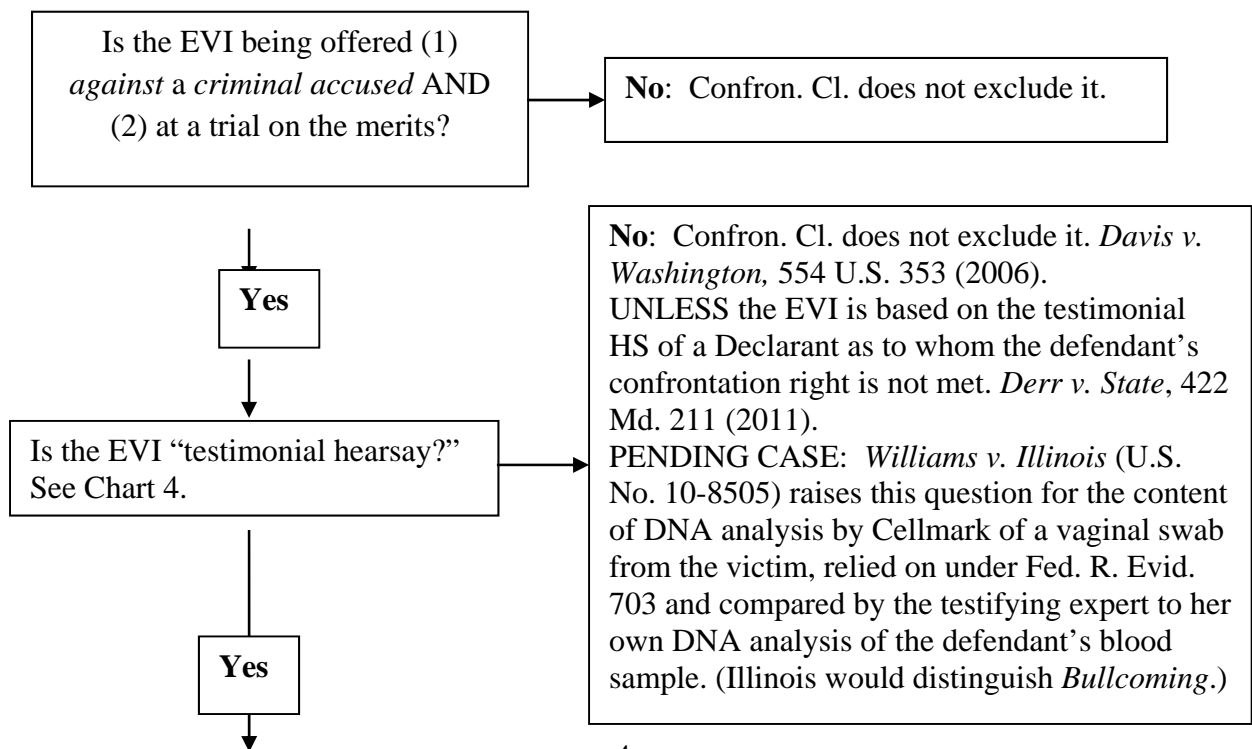 Is the EVI being offered (1)
against a criminal accused AND
(2) at a trial on the merits?
No: Confron. Cl. does not exclude it.
Yes
Is the EVI “testimonial hearsay?”
See Chart 4.
No: Confron. Cl. does not exclude it. Davis v.
Washington, 554 U.S. 353 (2006).
UNLESS the EVI is based on the testimonial
HS of a Declarant as to whom the defendant’s
confrontation right is not met. Derr v. State, 422
Md. 211 (2011).
PENDING CASE: Williams v. Illinois (U.S.
No. 10-8505) raises this question for the content
of DNA analysis by Cellmark of a vaginal swab
from the victim, relied on under Fed. R. Evid.
703 and compared by the testifying expert to her
own DNA analysis of the defendant’s blood
sample. (Illinois would distinguish Bullcoming.)
Yes